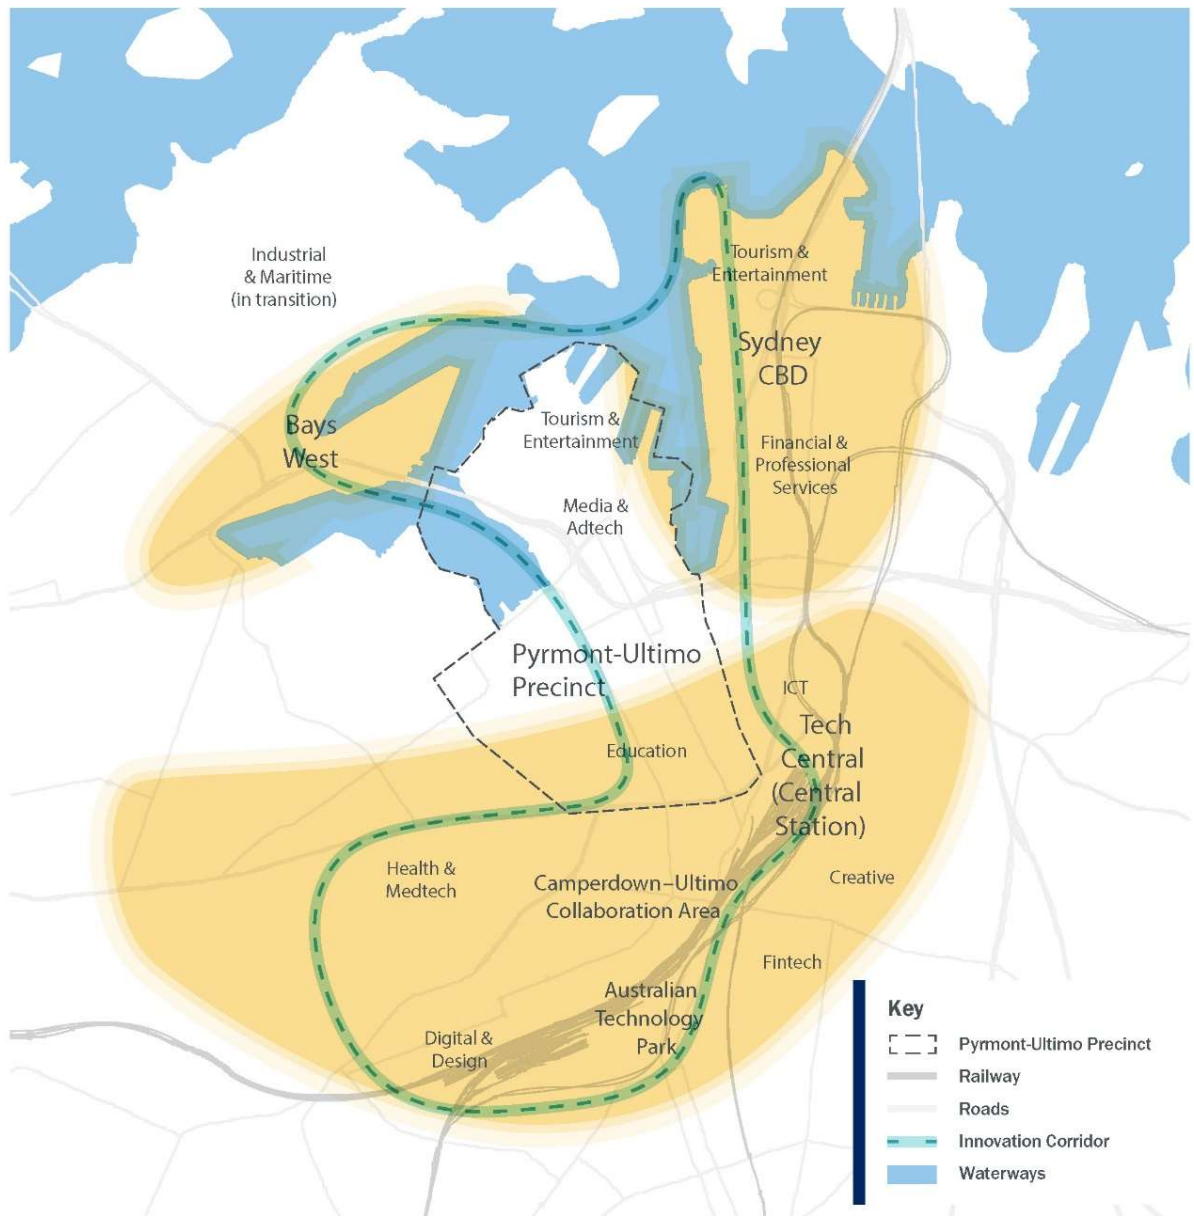 Industrial
& Maritime
(in transition)
Tourism &
Entertainment
Sydney
CBD
Bays
West
Tourism &
Entertainment
Financial &
Professional
Services
Media &
Adtech
Pyrmont-Ultimo
Precinct
ICT
Tech
Central
(Central
Station)
Education
Health &
Medtech
Camperdown–Ultimo
Collaboration Area
Creative
Fintech
Australian
Technology
Park
Digital &
Design
Key
Pyrmont-Ultimo Precinct
Railway
Roads
Innovation Corridor
Waterways